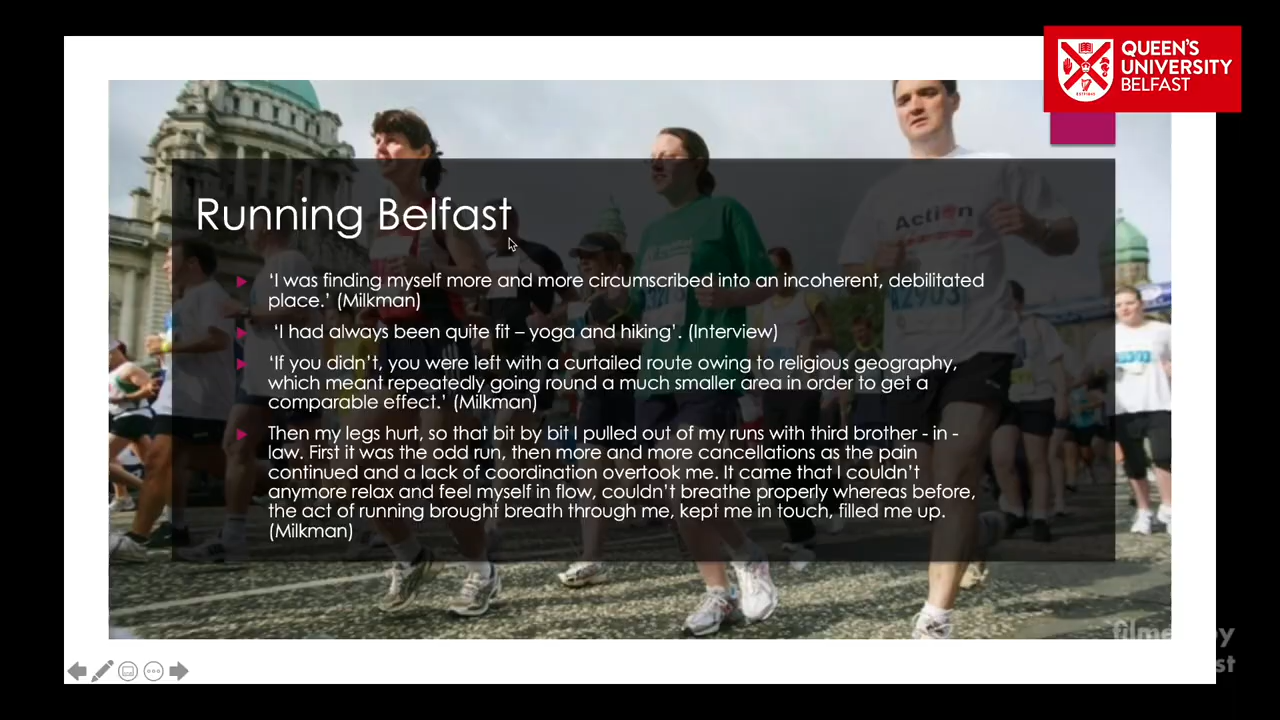 QUEEN'S
UNIVERSITY
BELFAST
Action
Running Belfast
‘I was finding myself more and more circumscribed into an incoherent, debilitated
place.’ (Milkman)
‘I had always been quite fit – yoga and hiking’. (Interview)
‘If you didn’t, you were left with a curtailed route owing to religious geography,
which meant repeatedly going round a much smaller area in order to get a
comparable effect.’ (Milkman)
Then my legs hurt, so that bit by bit I pulled out of my runs with third brother - in -
law. First it was the odd run, then more and more cancellations as the pain
continued and a lack of coordination overtook me. It came that I couldn’t
anymore relax and feel myself in flow, couldn’t breathe properly whereas before,
the act of running brought breath through me, kept me in touch, filled me up.
(Milkman)